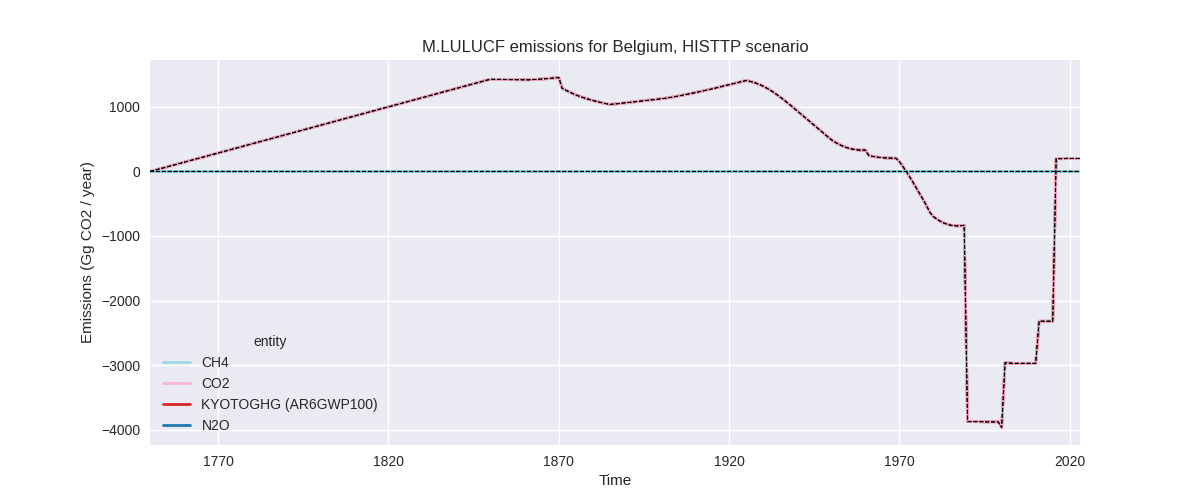 M.LULUCF emissions for Belgium, HISTTP scenario
Emissions (Gg CO2 / year)
1000
0
−1000
−2000
−3000
−4000
entity
CH4
CO2
KYOTOGHG (AR6GWP100)
N2O
1770
1820
1870
1920
1970
2020
Time